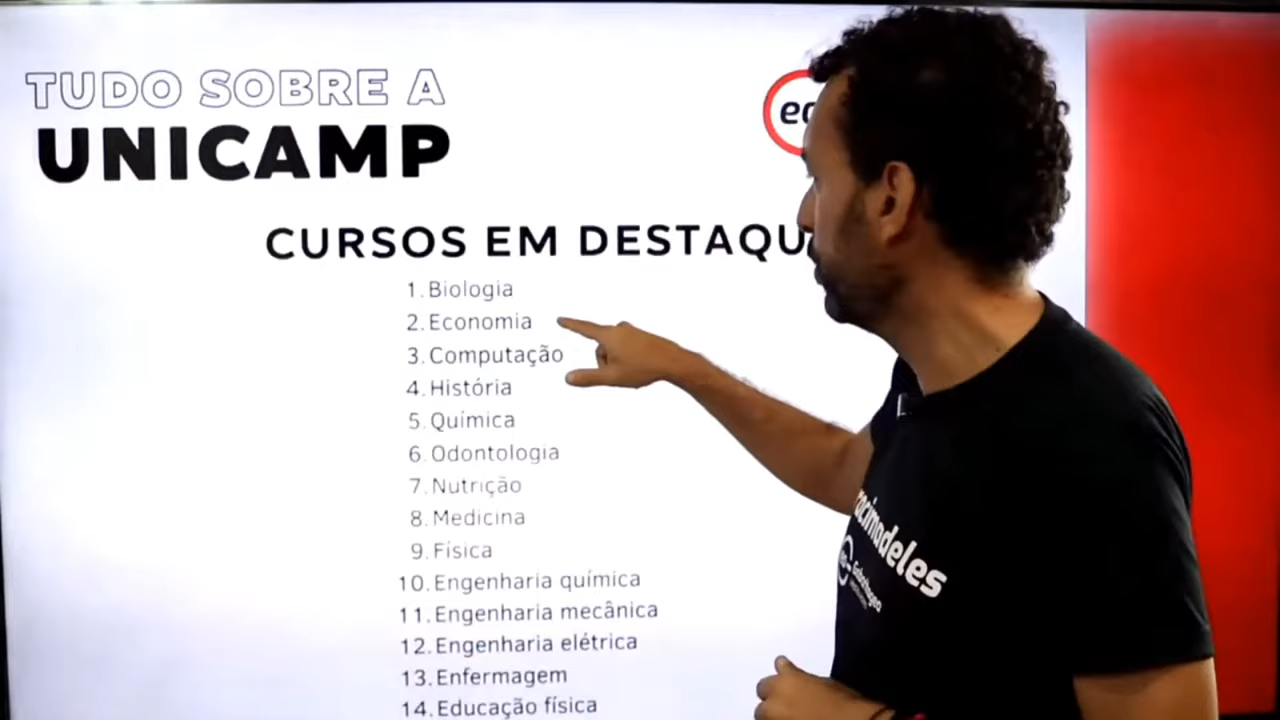 TUDO SOBRE A
UNICAMP
CURSOS EM DESTAQU
1. Biologia
2. Economia
3. Computação
4. História
5. Química
6. Odontologia
7. Nutrição
8. Medicina
9. Física
10. Engenharia química
11. Engenharia mecânica
12. Engenharia elétrica
13. Enfermagem
14. Educação física